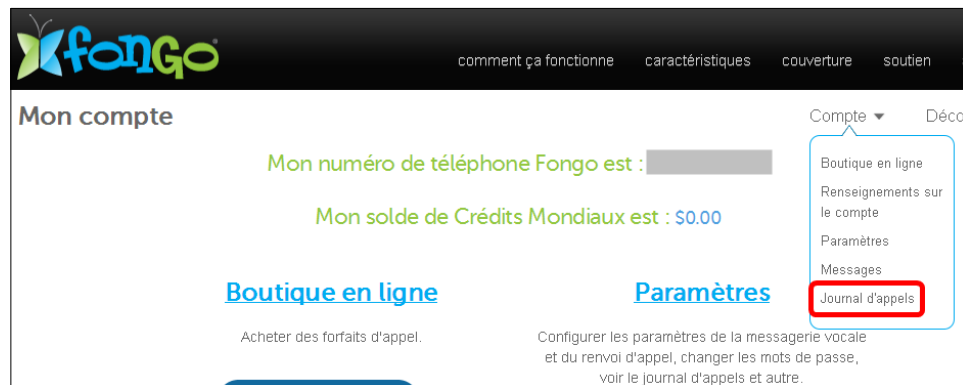 fongo
comment ça fonctionne caractéristiques couverture soutien
Mon compte
Compte Déco
Mon numéro de téléphone Fongo est :
Mon solde de Crédits Mondiaux est : $0.00
Boutique en ligne
Renseignements sur
le compte
Paramètres
Messages
Journal d'appels
Boutique en ligne
Acheter des forfaits d'appel.
Paramètres
Configurer les paramètres de la messagerie vocale
et du renvoi d'appel, changer les mots de passe,
voir le journal d'appels et autre.